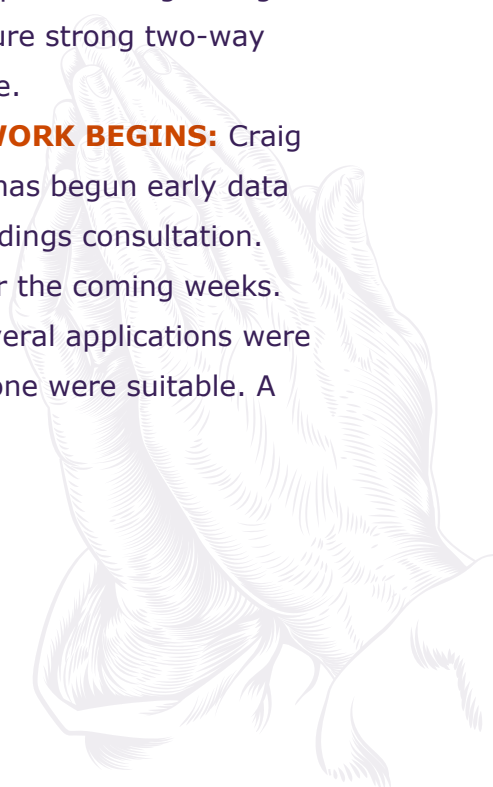 ure strong two-way
e.
WORK BEGINS: Craig
has begun early data
dings consultation.
r the coming weeks.
veral applications were
one were suitable. A